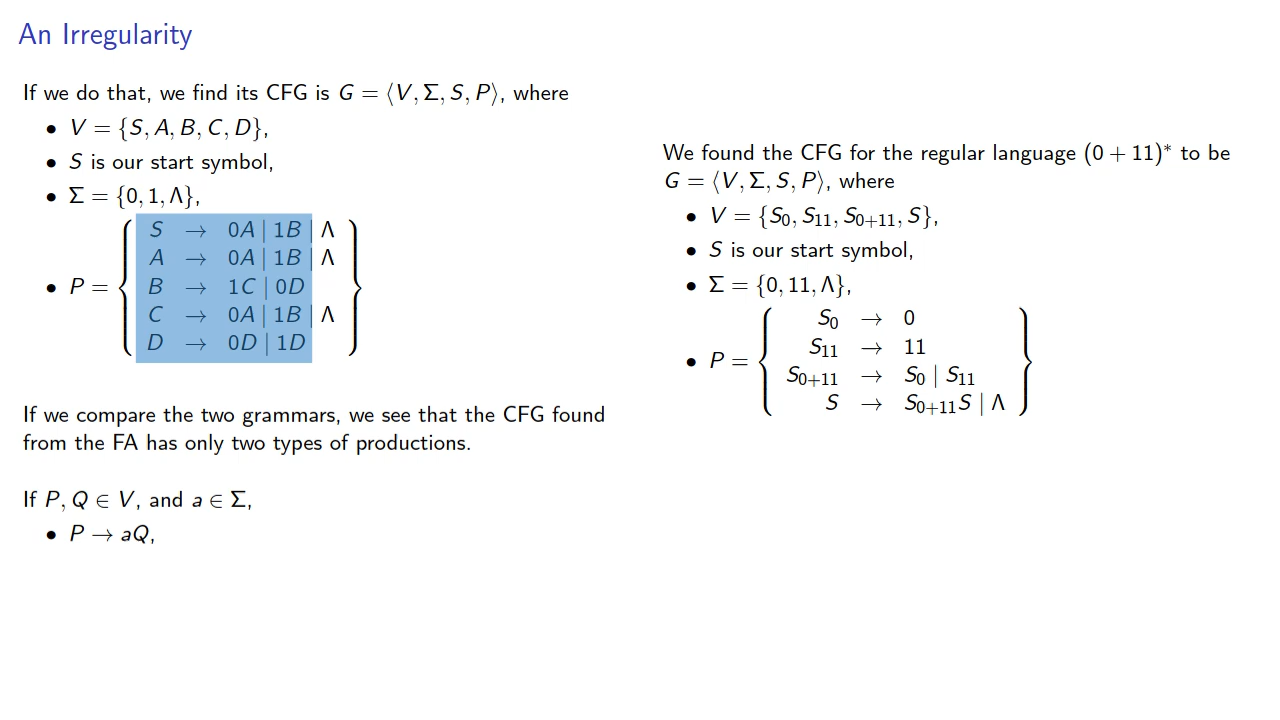 An Irregularity
If we do that, we find its CFG is G = ⟨V, Σ, S, P⟩, where
• V = {S, A, B, C, D},
• S is our start symbol,
• Σ = {0, 1, Λ},
• P = { S → 0A | 1B | Λ
A → 0A | 1B | Λ
B → 1C | 0D
C → 0A | 1B | Λ
D → 0D | 1D }
If we compare the two grammars, we see that the CFG found
from the FA has only two types of productions.
If P, Q ∈ V, and a ∈ Σ,
• P → aQ,
We found the CFG for the regular language (0 + 11)* to be
G = ⟨V, Σ, S, P⟩, where
• V = {S₀, S₁₁, S₀₊₁₁, S},
• S is our start symbol,
• Σ = {0, 11, Λ},
• P = { S₀ → 0
S₁₁ → 11
S₀₊₁₁ → S₀ | S₁₁
S → S₀₊₁₁S | Λ }